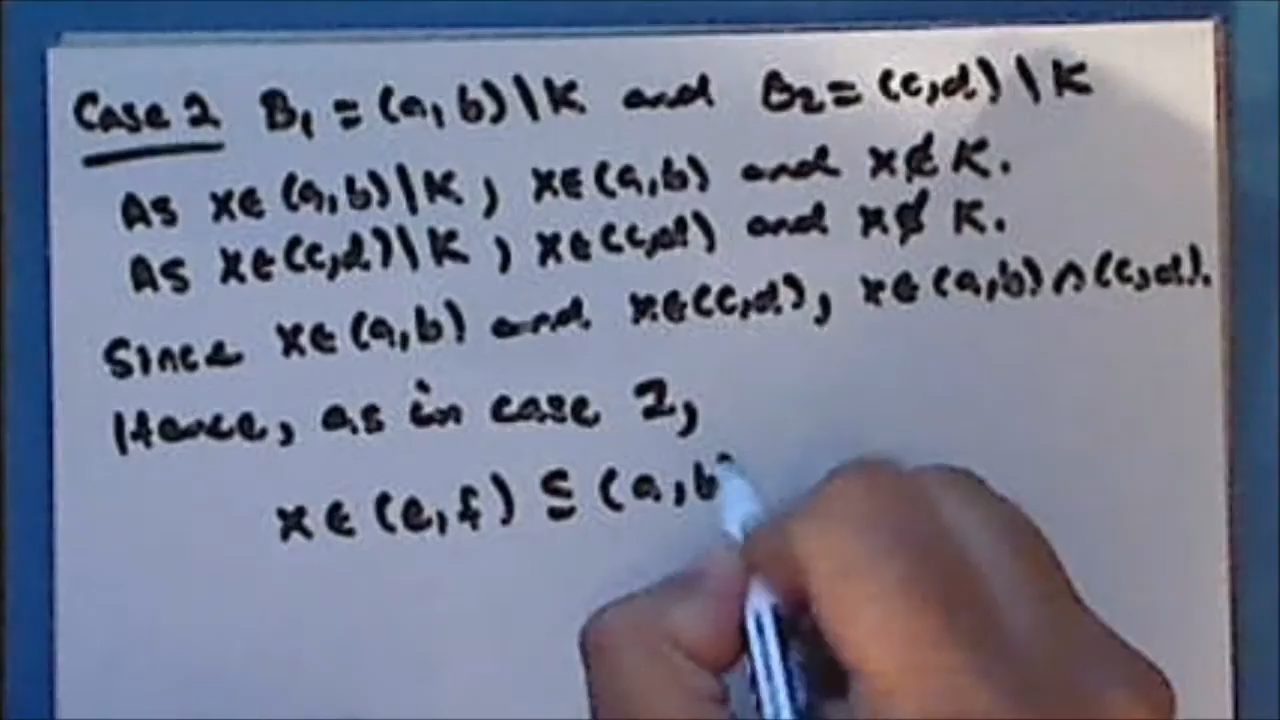 Case 2 B₁ = (a,b)\K and B₂ = (c,d)\K
As x∈(a,b)\K, x∈(a,b) and x∉K.
As x∈(c,d)\K, x∈(c,d) and x∉K.
Since x∈(a,b) and x∈(c,d), x∈(a,b)∩(c,d).
Hence, as in case 1,
x∈(e,f)⊆(a,b)